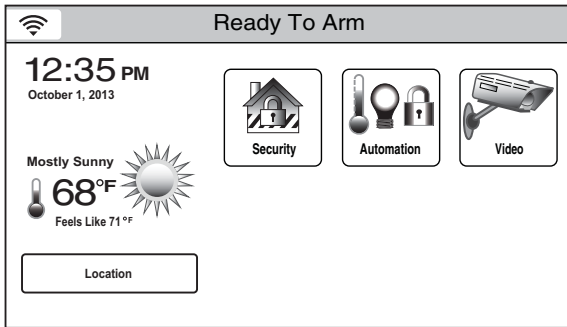 Ready To Arm
12:35 PM
October 1, 2013
Security
Automation
Video
Mostly Sunny
68°F
Feels Like 71°F
Location